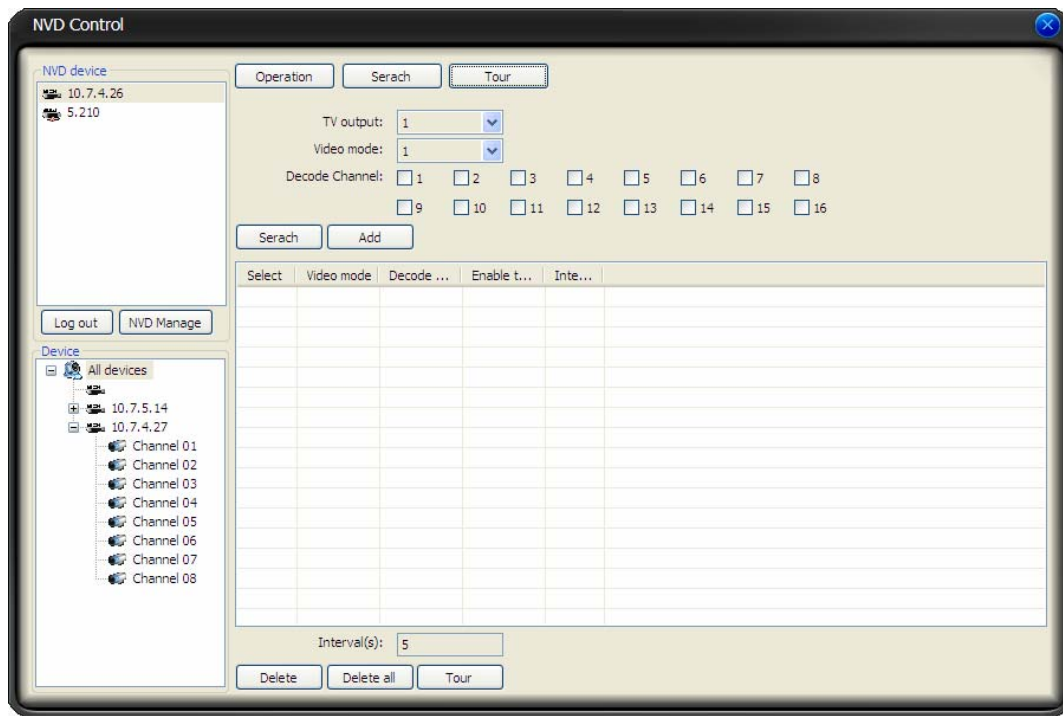 NVD Control
NVD device
10.7.4.26
5.210
Log out NVD Manage
Device
All devices
10.7.5.14
10.7.4.27
Channel 01
Channel 02
Channel 03
Channel 04
Channel 05
Channel 06
Channel 07
Channel 08
Operation Serach Tour
TV output: 1
Video mode: 1
Decode Channel: 1 2 3 4 5 6 7 8
9 10 11 12 13 14 15 16
Serach Add
Select Video mode Decode ... Enable t... Inte...
Interval(s): 5
Delete Delete all Tour